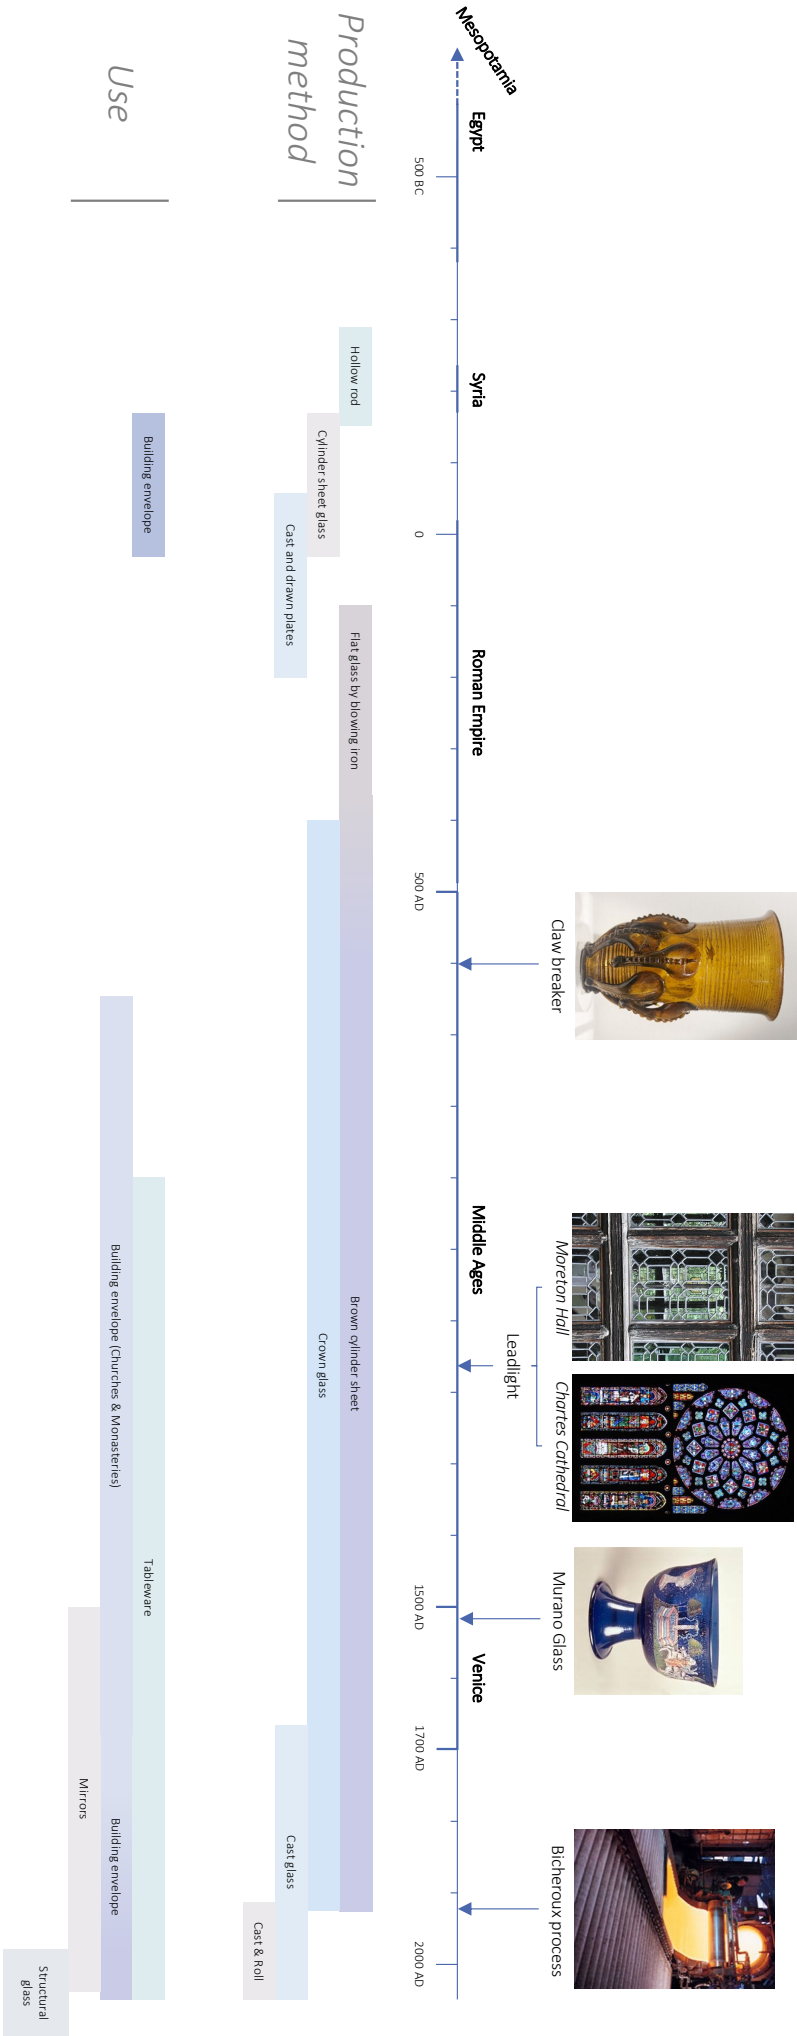 Claw breaker
Moreton Hall
Chartes Cathedral
Murano Glass
Bicheroux process
Leadlight
Mesopotamia
Egypt
Syria
Roman Empire
Middle Ages
Venice
500 BC
0
500 AD
1500 AD
1700 AD
2000 AD
Production
method
Hollow rod
Flat glass by blowing iron
Brown cylinder sheet
Cylinder sheet glass
Crown glass
Cast and drawn plates
Cast glass
Cast & Roll
Use
Building envelope
Tableware
Building envelope (Churches & Monasteries)
Building envelope
Mirrors
Structural
glass